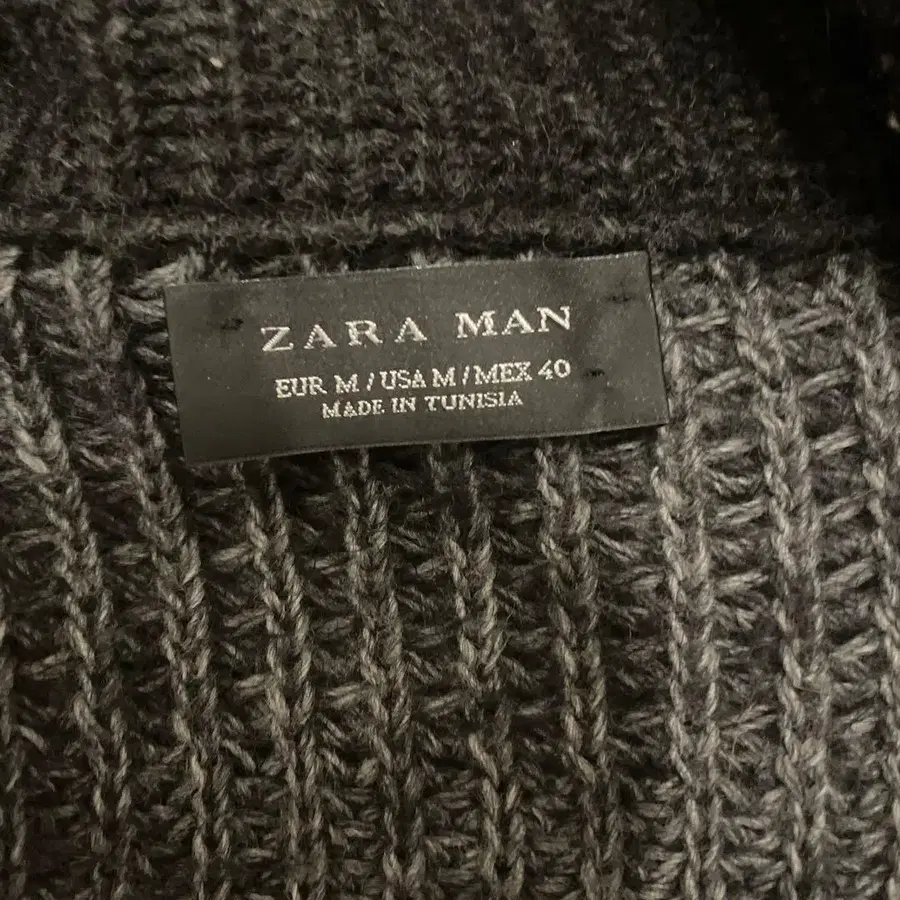 ZARA MAN
EUR M / USA M / MEX 40
MADE IN TUNISIA